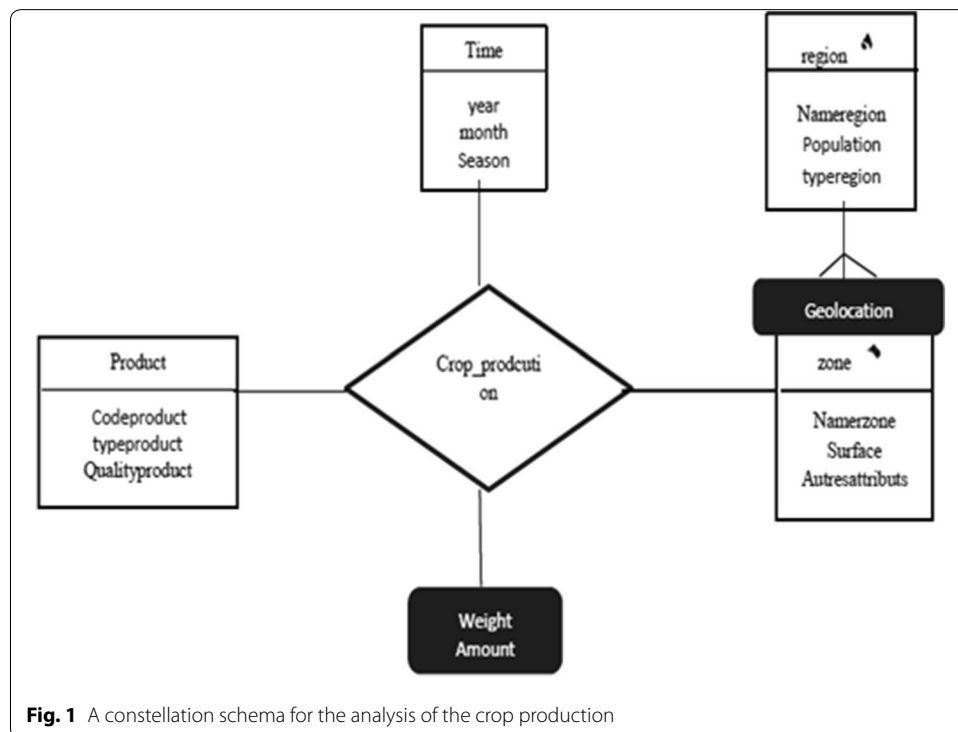 Time
year
month
Season
region
Nameregion
Population
typeregion
Geolocation
zone
Namerzone
Surface
Autresattributs
Product
Codeproduct
typeproduct
Qualityproduct
Crop_prodcuti
on
Weight
Amount
Fig. 1 A constellation schema for the analysis of the crop production